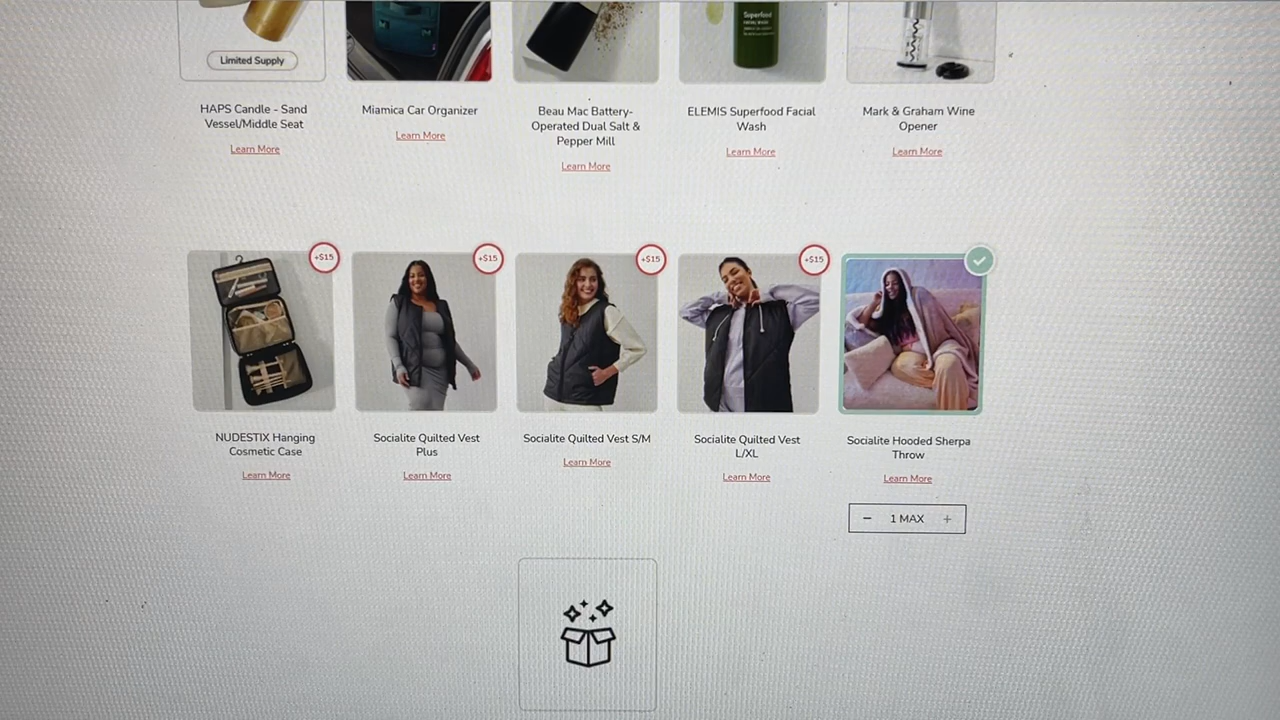 Superfood
Limited Supply
HAPS Candle - Sand
Vessel/Middle Seat
Learn More
Miamica Car Organizer
Learn More
Beau Mac Battery-
Operated Dual Salt &
Pepper Mill
Learn More
ELEMIS Superfood Facial
Wash
Learn More
Mark & Graham Wine
Opener
Learn More
+$15
+$15
+$15
+$15
NUDESTIX Hanging
Cosmetic Case
Learn More
Socialite Quilted Vest
Plus
Learn More
Socialite Quilted Vest S/M
Learn More
Socialite Quilted Vest
L/XL
Learn More
Socialite Hooded Sherpa
Throw
Learn More
− 1 MAX +